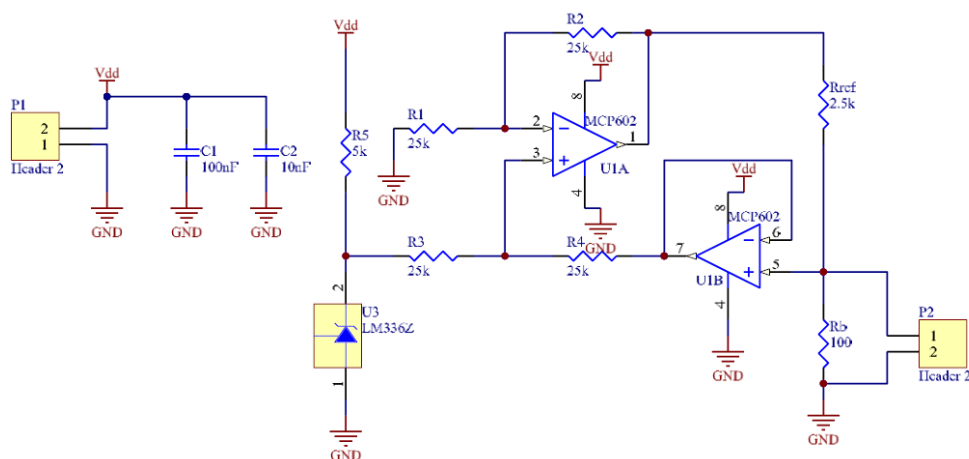 Vdd
P1
2
1
Header 2
GND
C1
100nF
GND
C2
10nF
GND
Vdd
R5
5k
2
U3
LM336Z
1
GND
R1
25k
GND
R2
25k
Vdd
8
MCP602
2
3
1
U1A
4
GND
R3
25k
R4
25k
7
Vdd
8
MCP602
6
5
U1B
4
GND
Rref
2.5k
Rb
100
GND
P2
1
2
Header 2